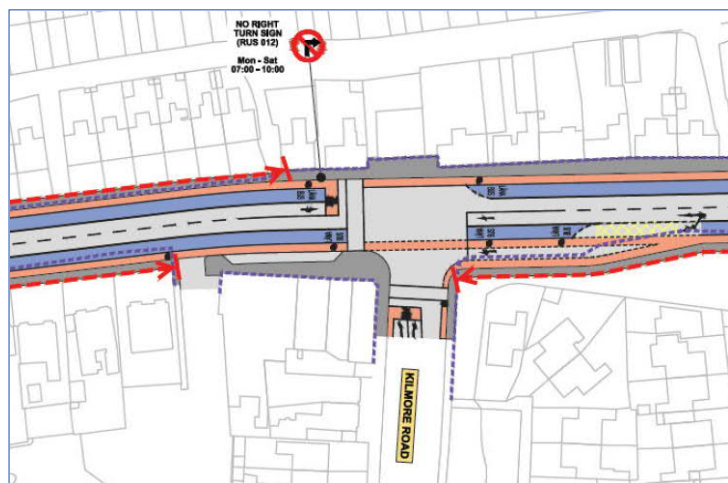 NO RIGHT
TURN SIGN
(RUS 012)
Mon - Sat
07:00 – 10:00
KILMORE ROAD